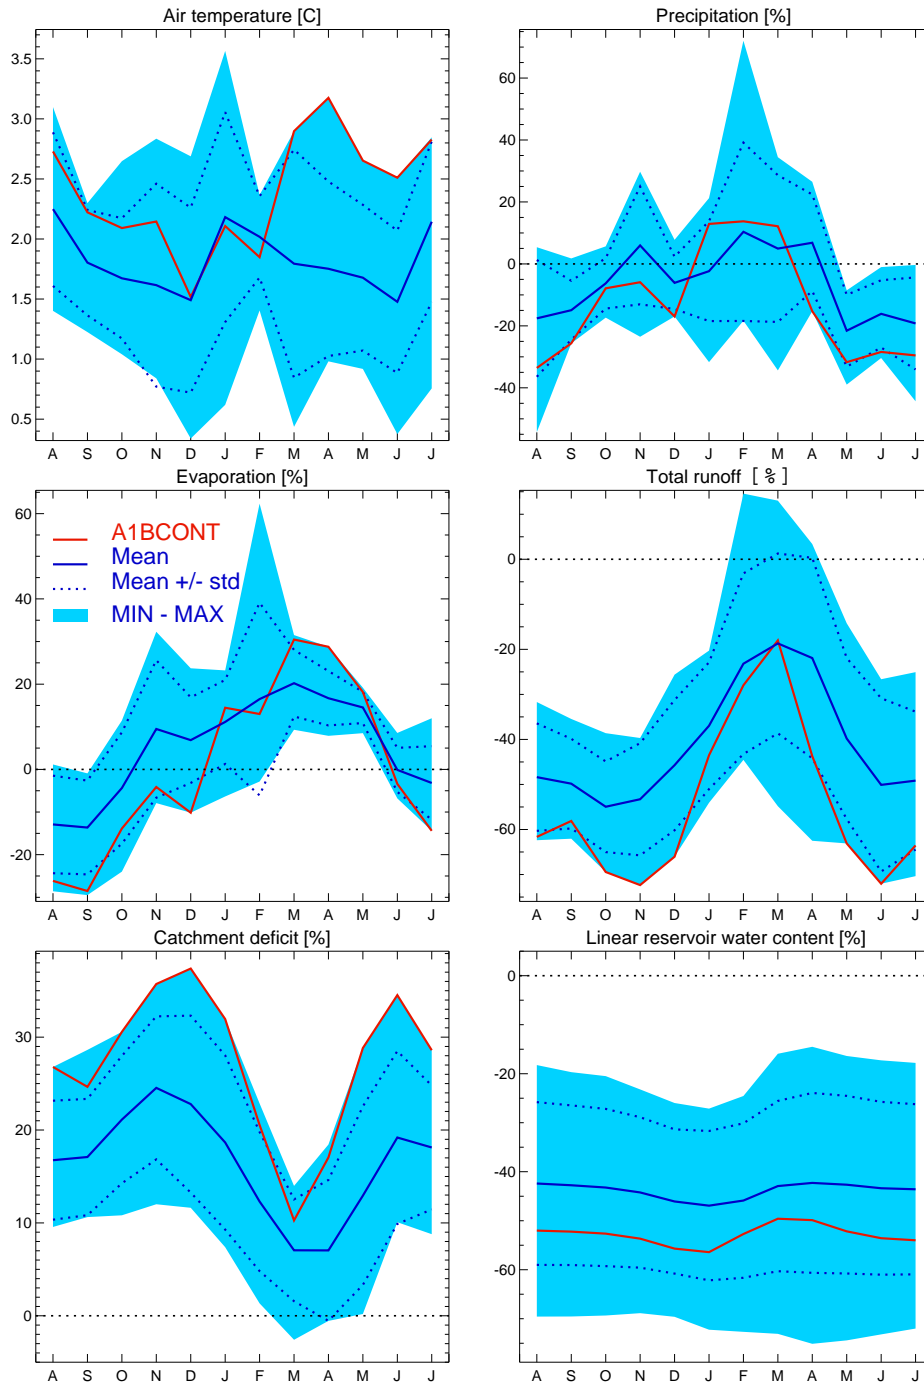 Air temperature [C]
3.5
3.0
2.5
2.0
1.5
1.0
0.5
A S O N D J F M A M J J
Precipitation [%]
60
40
20
0
-20
-40
A S O N D J F M A M J J
Evaporation [%]
60
40
20
0
-20
A1BCONT
Mean
Mean +/- std
MIN - MAX
A S O N D J F M A M J J
Total runoff [%]
0
-20
-40
-60
A S O N D J F M A M J J
Catchment deficit [%]
30
20
10
0
A S O N D J F M A M J J
Linear reservoir water content [%]
0
-20
-40
-60
A S O N D J F M A M J J